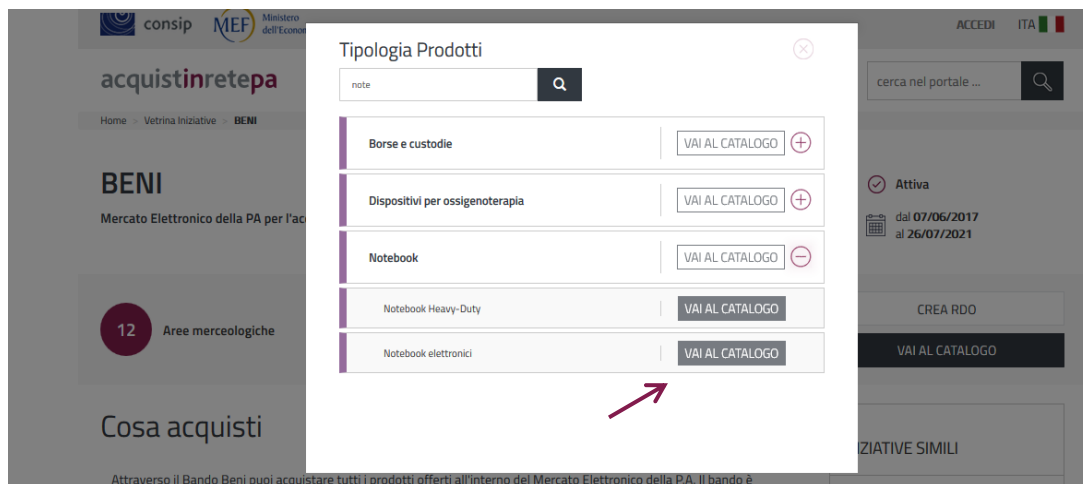 consip MEF Ministero
dell'Econom
ACCEDI ITA
acquistinretepa
cerca nel portale ...
Home > Vetrina Iniziative > BENI
Tipologia Prodotti
note
Borse e custodie VAI AL CATALOGO
Dispositivi per ossigenoterapia VAI AL CATALOGO
Notebook VAI AL CATALOGO
Notebook Heavy-Duty VAI AL CATALOGO
Notebook elettronici VAI AL CATALOGO
BENI
Mercato Elettronico della PA per l'ac
Attiva
dal 07/06/2017
al 26/07/2021
12 Aree merceologiche
CREA RDO
VAI AL CATALOGO
Cosa acquisti
IZIATIVE SIMILI
Attraverso il Bando Beni puoi acquistare tutti i prodotti offerti all'interno del Mercato Elettronico della P.A. Il bando è